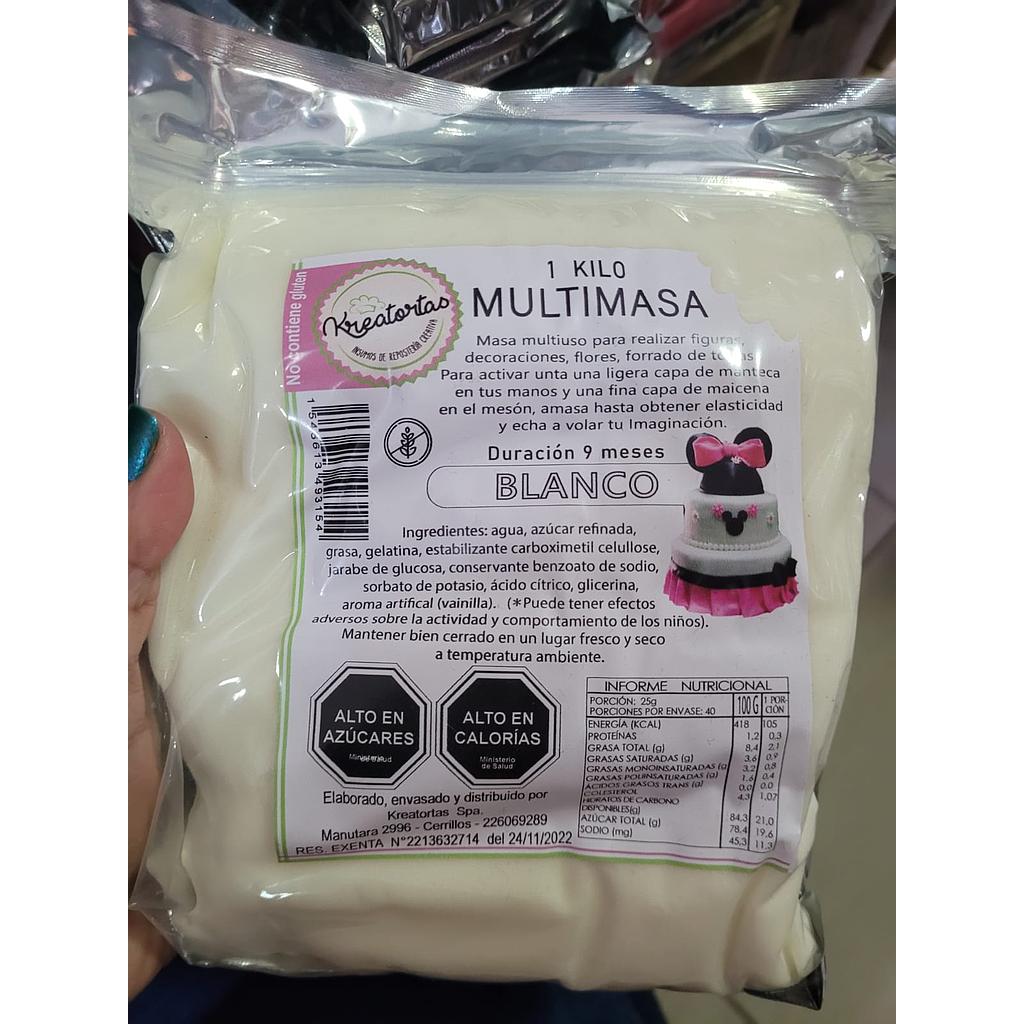 1 KILO
MULTIMASA
No contiene gluten
Kreatortas
INSUMOS DE REPOSTERÍA CREATIVA
Masa multiuso para realizar figuras,
decoraciones, flores, forrado de tortas
Para activar unta una ligera capa de manteca
en tus manos y una fina capa de maicena
en el mesón, amasa hasta obtener elasticidad
y echa a volar tu Imaginación.
Duración 9 meses
BLANCO
Ingredientes: agua, azúcar refinada,
grasa, gelatina, estabilizante carboximetil celullose,
jarabe de glucosa, conservante benzoato de sodio,
sorbato de potasio, ácido cítrico, glicerina,
aroma artifical (vainilla). (*Puede tener efectos
adversos sobre la actividad y comportamiento de los niños).
Mantener bien cerrado en un lugar fresco y seco
a temperatura ambiente.
ALTO EN
AZÚCARES
Ministerio
de Salud
ALTO EN
CALORÍAS
Ministerio
de Salud
Elaborado, envasado y distribuido por
Kreatortas Spa.
Manutara 2996 - Cerrillos - 226069289
RES. EXENTA N°2213632714 del 24/11/2022
INFORME NUTRICIONAL
PORCIÓN: 25g
PORCIONES POR ENVASE: 40
100 G
1 POR-
CIÓN
ENERGÍA (KCAL) 418 105
PROTEÍNAS 1,2 0,3
GRASA TOTAL (g) 8,4 2,1
GRASAS SATURADAS (g) 3,6 0,9
GRASAS MONOINSATURADAS (g 3,2 0,8
GRASAS POLIINSATURADAS (g) 1,6 0,4
ÁCIDOS GRASOS TRANS (g) 0,0 0,0
COLESTEROL 4,3 1,07
HIDRATOS DE CARBONO
DISPONIBLES(g) 84,3 21,0
AZÚCAR TOTAL (g) 78,4 19,6
SODIO (mg) 45,3 11,3